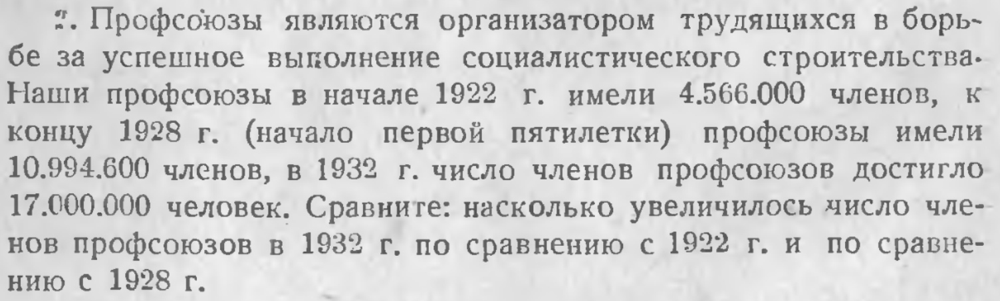 2. Профсоюзы являются организатором трудящихся в борь-
бе за успешное выполнение социалистического строительства.
Наши профсоюзы в начале 1922 г. имели 4.566.000 членов, к
концу 1928 г. (начало первой пятилетки) профсоюзы имели
10.994.600 членов, в 1932 г. число членов профсоюзов достигло
17.000.000 человек. Сравните: насколько увеличилось число чле-
нов профсоюзов в 1932 г. по сравнению с 1922 г. и по сравне-
нию с 1928 г.